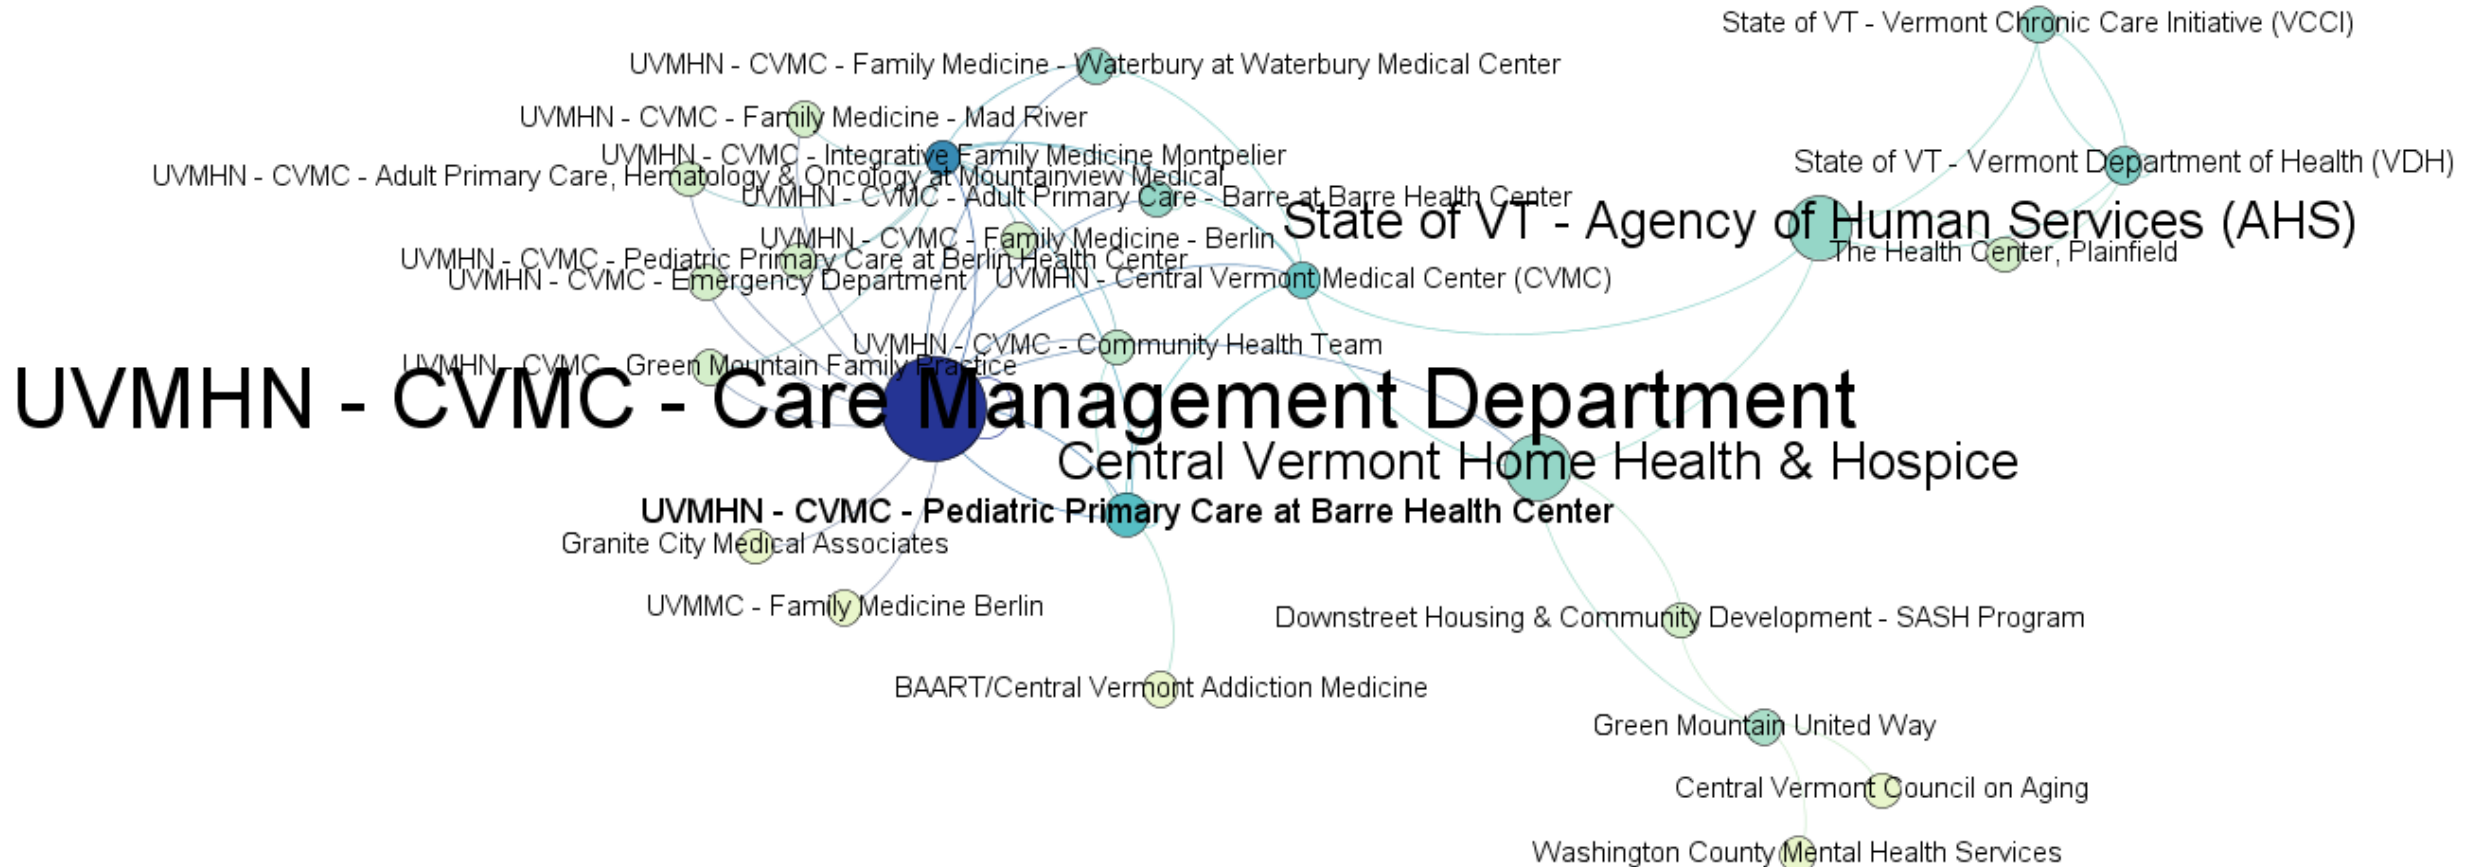 State of VT - Vermont Chronic Care Initiative (VCCI)
UVMHN - CVMC - Family Medicine - Waterbury at Waterbury Medical Center
UVMHN - CVMC - Family Medicine - Mad River
UVMHN - CVMC - Integrative Family Medicine Montpelier
State of VT - Vermont Department of Health (VDH)
UVMHN - CVMC - Adult Primary Care, Hematology & Oncology at Mountainview Medical
UVMHN - CVMC - Adult Primary Care - Barre at Barre Health Center
State of VT - Agency of Human Services (AHS)
UVMHN - CVMC - Family Medicine - Berlin
The Health Center, Plainfield
UVMHN - CVMC - Pediatric Primary Care at Berlin Health Center
UVMHN - CVMC - Emergency Department
UVMHN - Central Vermont Medical Center (CVMC)
UVMHN - CVMC - Community Health Team
UVMHN - CVMC - Green Mountain Family Practice
UVMHN - CVMC - Care Management Department
Central Vermont Home Health & Hospice
UVMHN - CVMC - Pediatric Primary Care at Barre Health Center
Granite City Medical Associates
UVMMC - Family Medicine Berlin
Downstreet Housing & Community Development - SASH Program
BAART/Central Vermont Addiction Medicine
Green Mountain United Way
Central Vermont Council on Aging
Washington County Mental Health Services